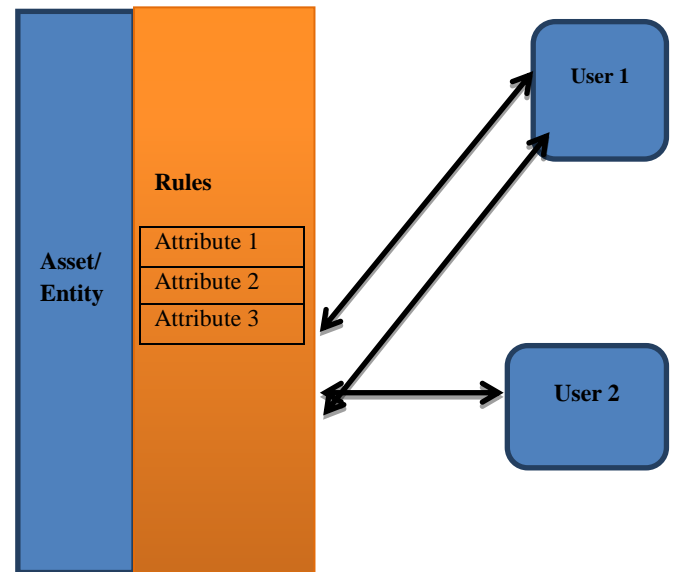 User 1
Rules
Attribute 1
Attribute 2
Attribute 3
Asset/
Entity
User 2